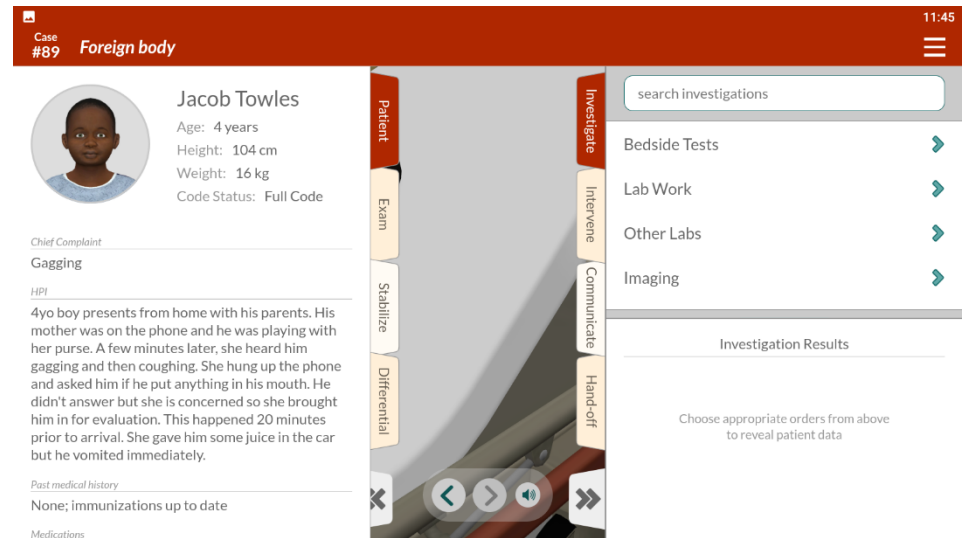 11:45
Case
#89
Foreign body
Jacob Towles
Age: 4 years
Height: 104 cm
Weight: 16 kg
Code Status: Full Code
Chief Complaint
Gagging
HPI
4yo boy presents from home with his parents. His
mother was on the phone and he was playing with
her purse. A few minutes later, she heard him
gagging and then coughing. She hung up the phone
and asked him if he put anything in his mouth. He
didn't answer but she is concerned so she brought
him in for evaluation. This happened 20 minutes
prior to arrival. She gave him some juice in the car
but he vomited immediately.
Past medical history
None; immunizations up to date
Medications
Patient
Exam
Stabilize
Differential
Investigate
Intervene
Communicate
Hand-off
search investigations
Bedside Tests
Lab Work
Other Labs
Imaging
Investigation Results
Choose appropriate orders from above
to reveal patient data